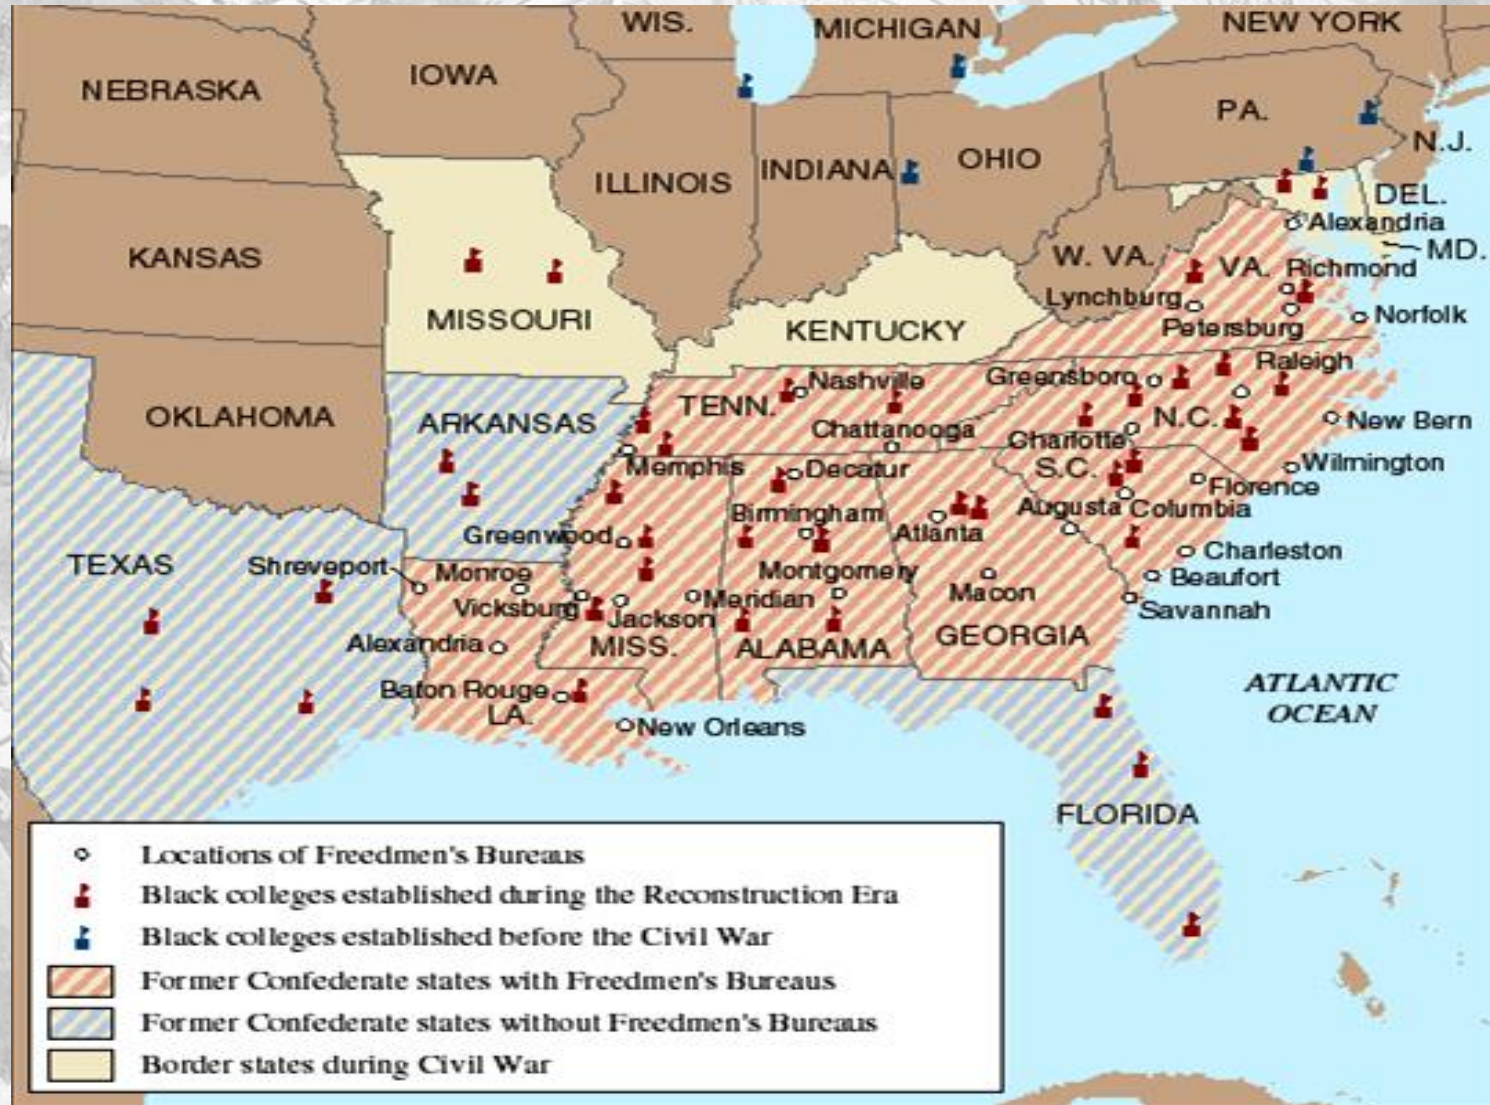 WIS.
MICHIGAN
NEW YORK
NEBRASKA
IOWA
PA.
N.J.
ILLINOIS
INDIANA
OHIO
DEL.
Alexandria
MD.
KANSAS
W. VA.
VA.
Richmond
Lynchburg
Norfolk
MISSOURI
KENTUCKY
Petersburg
Raleigh
Nashville
Greensboro
OKLAHOMA
ARKANSAS
TENN.
N.C.
New Bern
Chattanooga
Charlotte
Memphis
Decatur
S.C.
Wilmington
Florence
Birmingham
Augusta
Columbia
Greenwood
Atlanta
Charleston
TEXAS
Shreveport
Monroe
Montgomery
Beaufort
Vicksburg
Meridian
Macon
Savannah
Jackson
Alexandria
MISS.
ALABAMA
GEORGIA
Baton Rouge
LA.
New Orleans
ATLANTIC
OCEAN
FLORIDA
Locations of Freedmen's Bureaus
Black colleges established during the Reconstruction Era
Black colleges established before the Civil War
Former Confederate states with Freedmen's Bureaus
Former Confederate states without Freedmen's Bureaus
Border states during Civil War